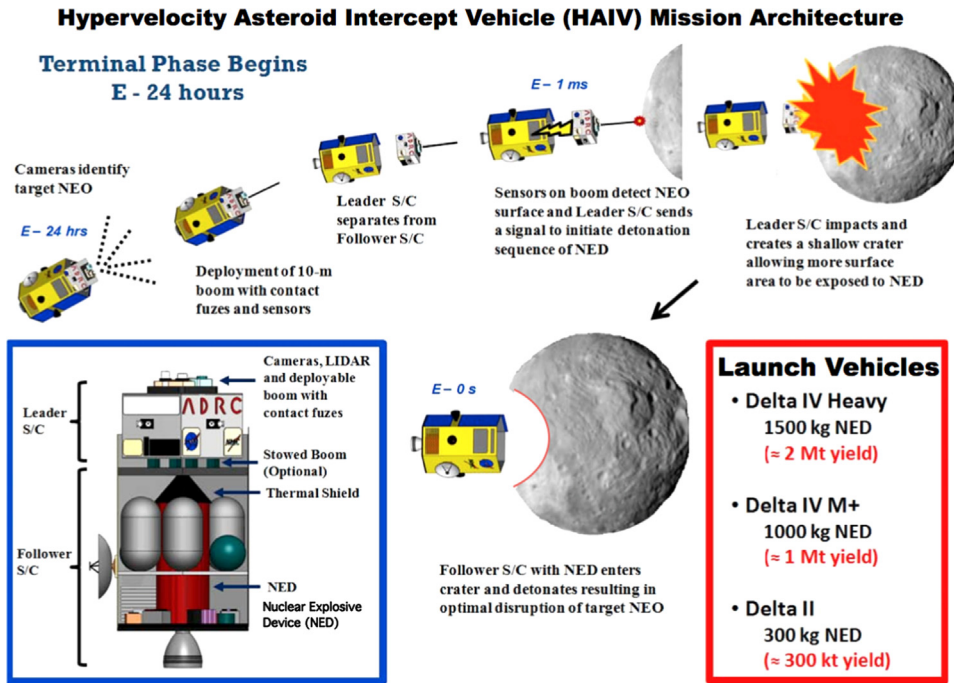 Hypervelocity Asteroid Intercept Vehicle (HAIV) Mission Architecture
Terminal Phase Begins
E - 24 hours
Cameras identify
target NEO
E – 24 hrs
Deployment of 10-m
boom with contact
fuzes and sensors
Leader S/C
separates from
Follower S/C
E – 1 ms
Sensors on boom detect NEO
surface and Leader S/C sends
a signal to initiate detonation
sequence of NED
Leader S/C impacts and
creates a shallow crater
allowing more surface
area to be exposed to NED
Leader
S/C
Follower
S/C
ADRC
Cameras, LIDAR
and deployable
boom with
contact fuzes
Stowed Boom
(Optional)
Thermal Shield
NED
Nuclear Explosive
Device (NED)
E – 0 s
Follower S/C with NED enters
crater and detonates resulting in
optimal disruption of target NEO
Launch Vehicles
• Delta IV Heavy
1500 kg NED
(≈ 2 Mt yield)
• Delta IV M+
1000 kg NED
(≈ 1 Mt yield)
• Delta II
300 kg NED
(≈ 300 kt yield)